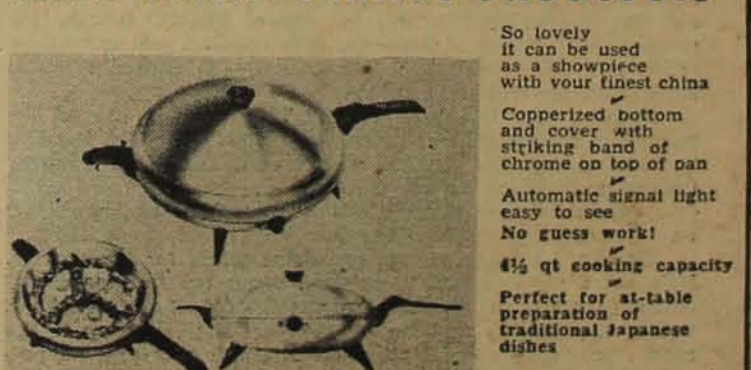 So lovely
it can be used
as a showpiece
with your finest china
Copperized bottom
and cover with
striking band of
chrome on top of pan
Automatic signal light
easy to see
No guess work!
4½ qt cooking capacity
Perfect for at-table
preparation of
traditional Japanese
dishes